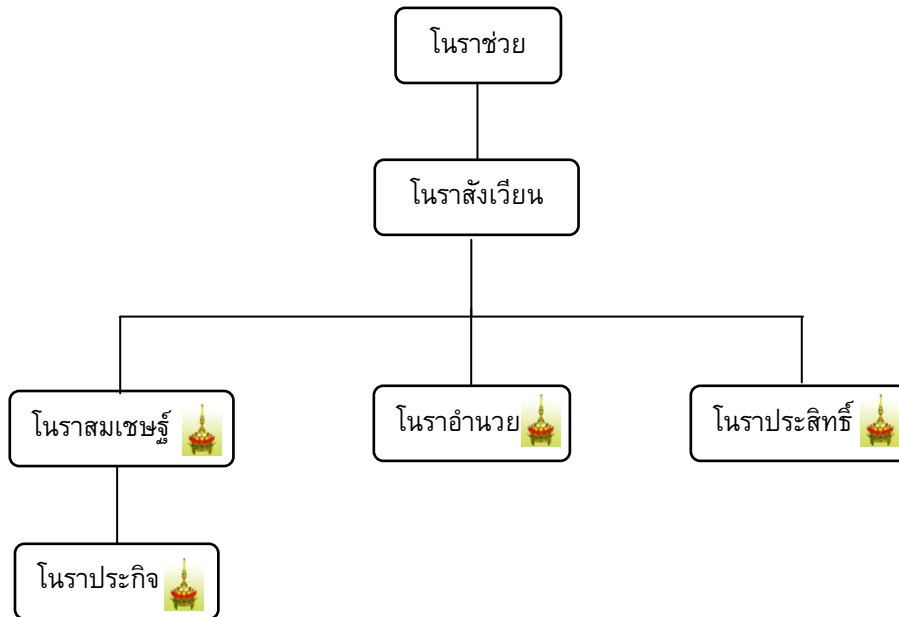 โนราช่วย
โนราสังเวียน
โนราสมเชษฐ์
โนราอำนวย
โนราประสิทธิ์
โนราประกิจ